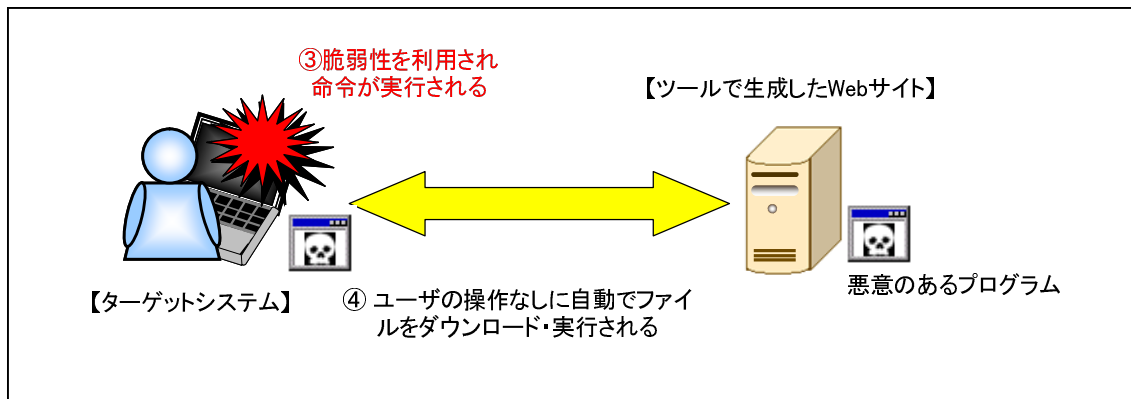 ③脆弱性を利用され
命令が実行される
【ツールで生成したWebサイト】
【ターゲットシステム】
④ ユーザの操作なしに自動でファイ
ルをダウンロード・実行される
悪意のあるプログラム